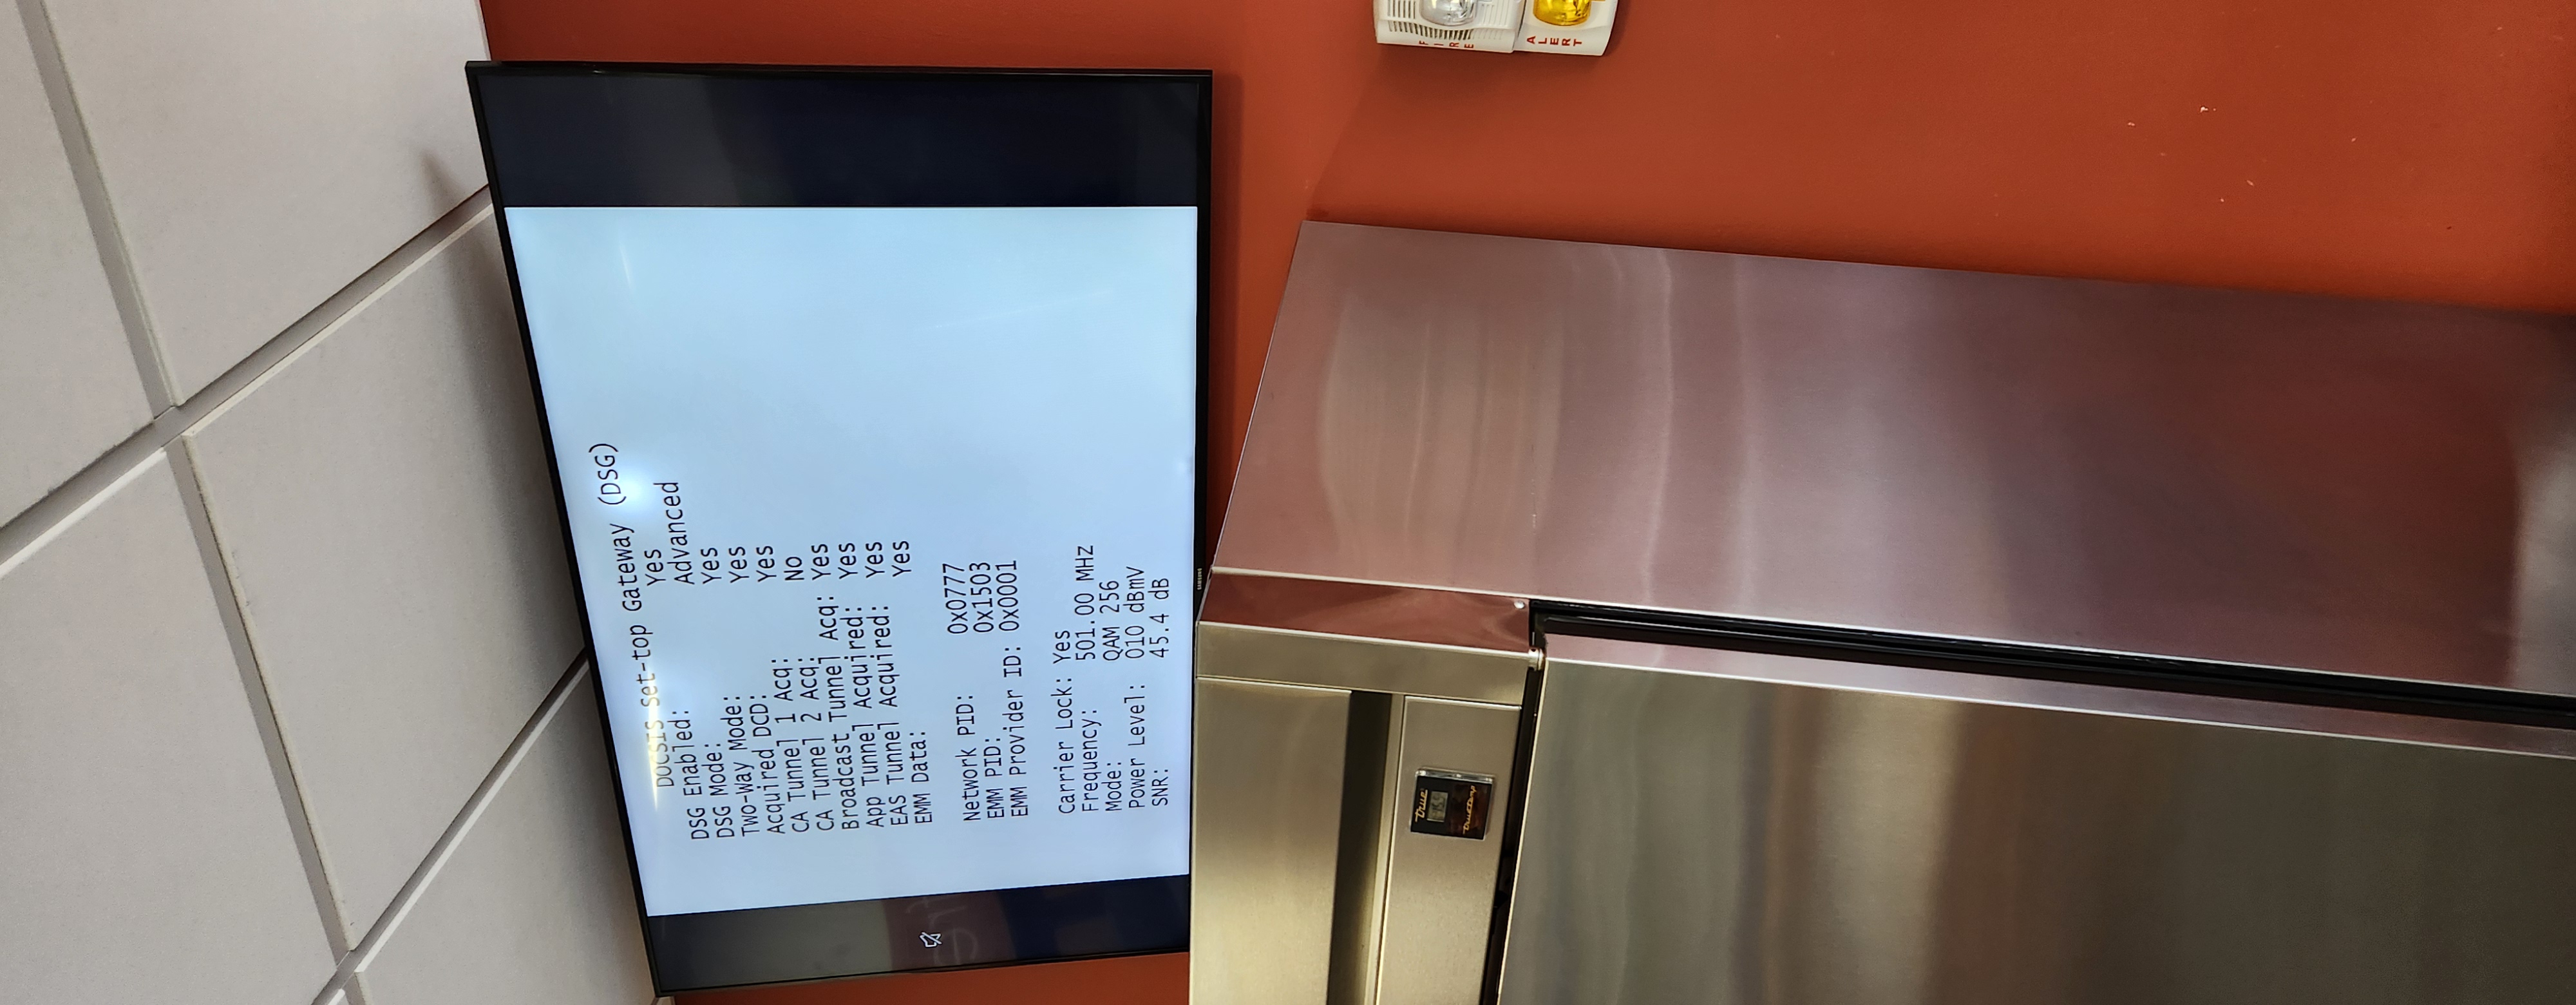 DOCSIS Set-top Gateway (DSG)
DSG Enabled: Yes
DSG Mode: Advanced
Two-Way Mode: Yes
Acquired DCD: Yes
CA Tunnel 1 Acq: Yes
CA Tunnel 2 Acq: No
Broadcast Tunnel Acq: Yes
App Tunnel Acquired: Yes
EAS Tunnel Acquired: Yes
EMM Data: Yes
Network PID: 0x0777
EMM PID: 0x1503
EMM Provider ID: 0x0001
Carrier Lock: Yes
Frequency: 501.00 MHz
Mode: QAM 256
Power Level: 010 dBmV
SNR: 45.4 dB
SAMSUNG
true
truetemp
FIRE
ALERT